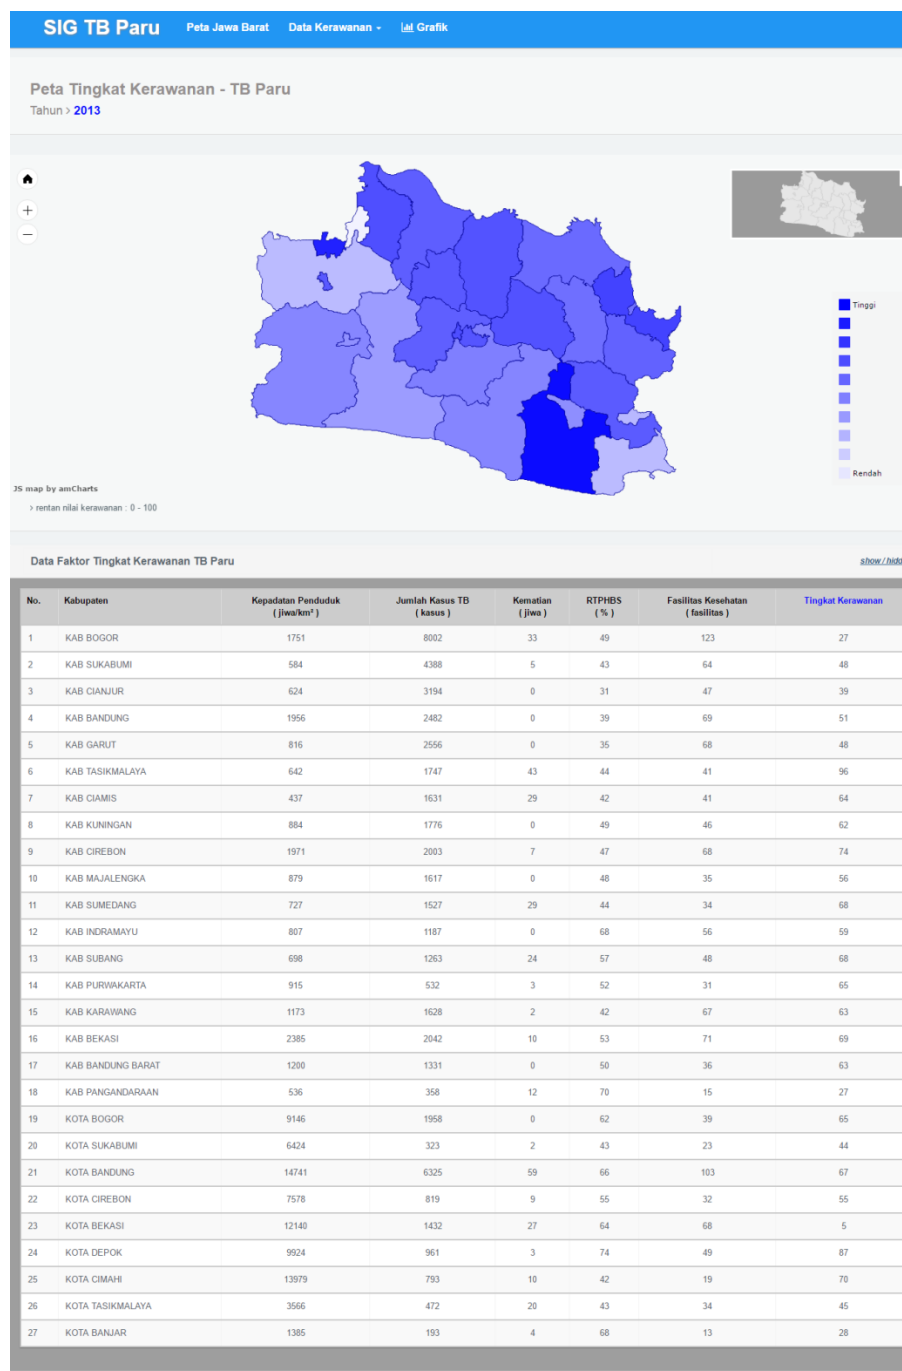 SIG TB Paru Peta Jawa Barat Data Kerawanan Grafik
Peta Tingkat Kerawanan - TB Paru
Tahun > 2013
Tinggi
Rendah
JS map by amCharts
> rentan nilai kerawanan : 0 - 100
Data Faktor Tingkat Kerawanan TB Paru show / hide
No. Kabupaten Kepadatan Penduduk Jumlah Kasus TB Kematian RTPHBS Fasilitas Kesehatan Tingkat Kerawanan
( jiwa/km² ) ( kasus ) ( jiwa ) ( % ) ( fasilitas )
1 KAB BOGOR 1751 8002 33 49 123 27
2 KAB SUKABUMI 584 4388 5 43 64 48
3 KAB CIANJUR 624 3194 0 31 47 39
4 KAB BANDUNG 1956 2482 0 39 69 51
5 KAB GARUT 816 2556 0 35 68 48
6 KAB TASIKMALAYA 642 1747 43 44 41 96
7 KAB CIAMIS 437 1631 29 42 41 64
8 KAB KUNINGAN 884 1776 0 49 46 62
9 KAB CIREBON 1971 2003 7 47 68 74
10 KAB MAJALENGKA 879 1617 0 48 35 56
11 KAB SUMEDANG 727 1527 29 44 34 68
12 KAB INDRAMAYU 807 1187 0 68 56 59
13 KAB SUBANG 698 1263 24 57 48 68
14 KAB PURWAKARTA 915 532 3 52 31 65
15 KAB KARAWANG 1173 1628 2 42 67 63
16 KAB BEKASI 2385 2042 10 53 71 69
17 KAB BANDUNG BARAT 1200 1331 0 50 36 63
18 KAB PANGANDARAAN 536 358 12 70 15 27
19 KOTA BOGOR 9146 1958 0 62 39 65
20 KOTA SUKABUMI 6424 323 2 43 23 44
21 KOTA BANDUNG 14741 6325 59 66 103 67
22 KOTA CIREBON 7578 819 9 55 32 55
23 KOTA BEKASI 12140 1432 27 64 68 5
24 KOTA DEPOK 9924 961 3 74 49 87
25 KOTA CIMAHI 13979 793 10 42 19 70
26 KOTA TASIKMALAYA 3566 472 20 43 34 45
27 KOTA BANJAR 1385 193 4 68 13 28